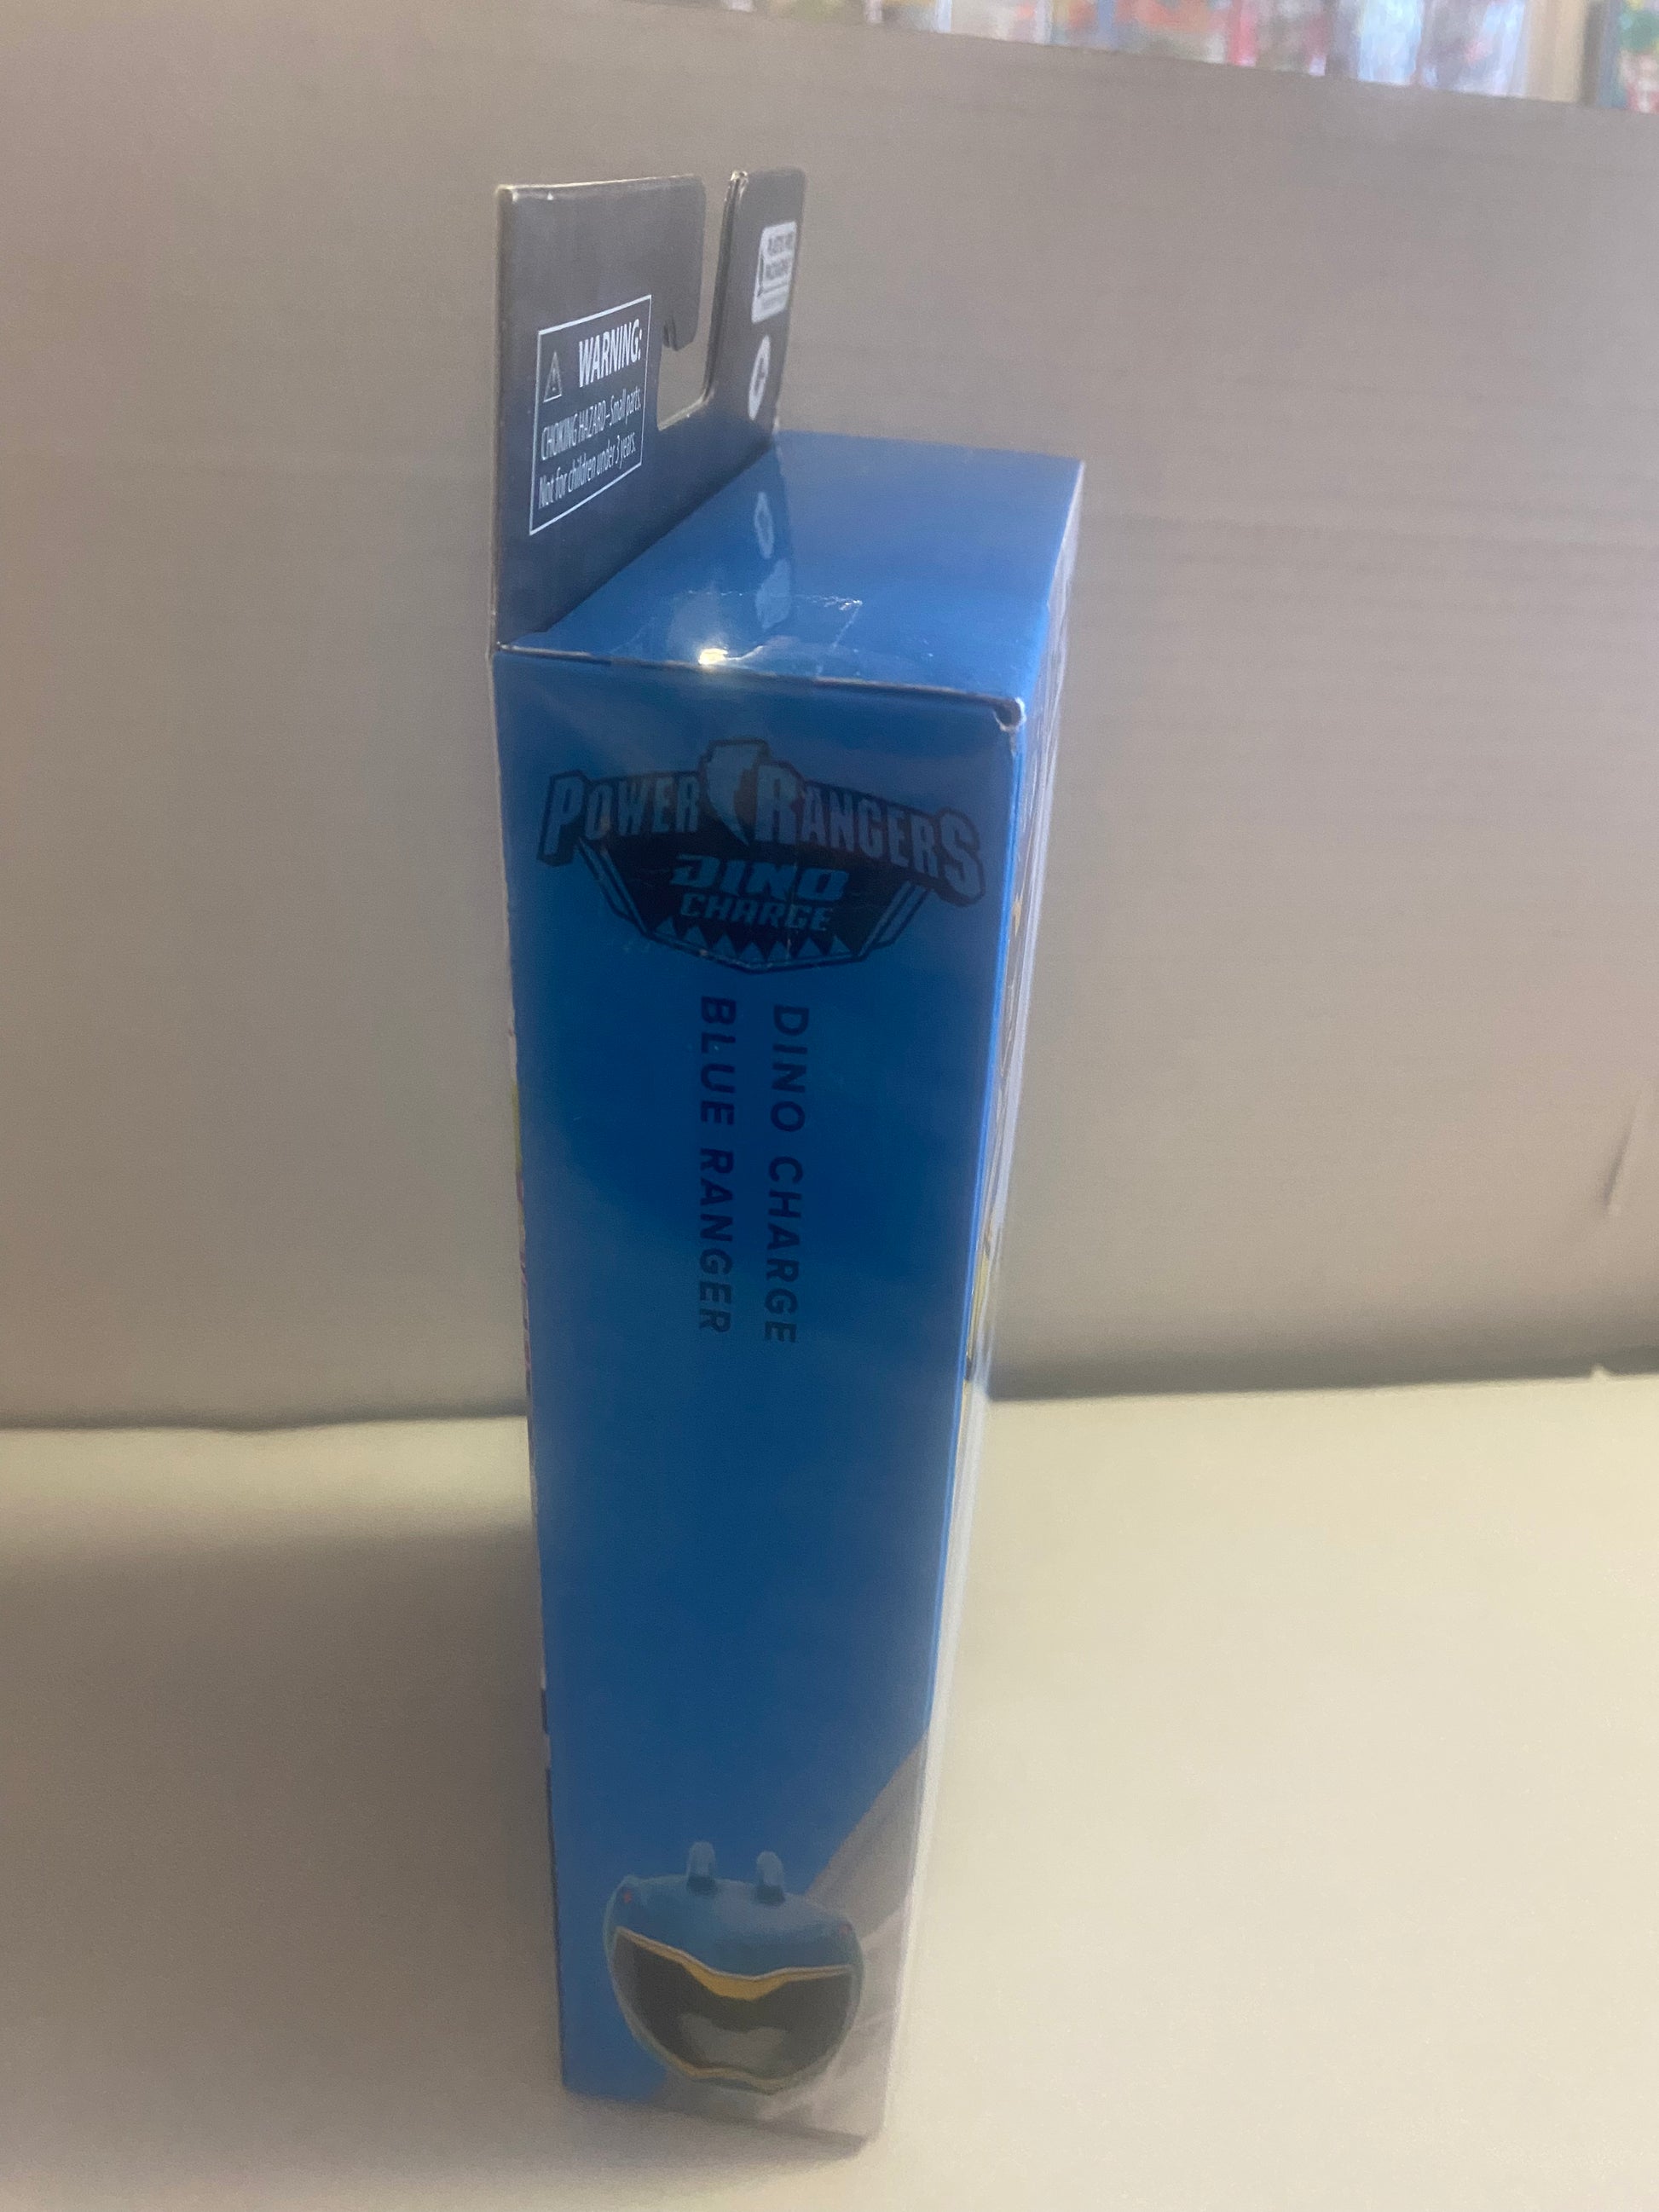 WARNING:
CHOKING HAZARD–Small parts.
Not for children under 3 years.
POWER RANGERS
DINO
CHARGE
DINO CHARGE
BLUE RANGER